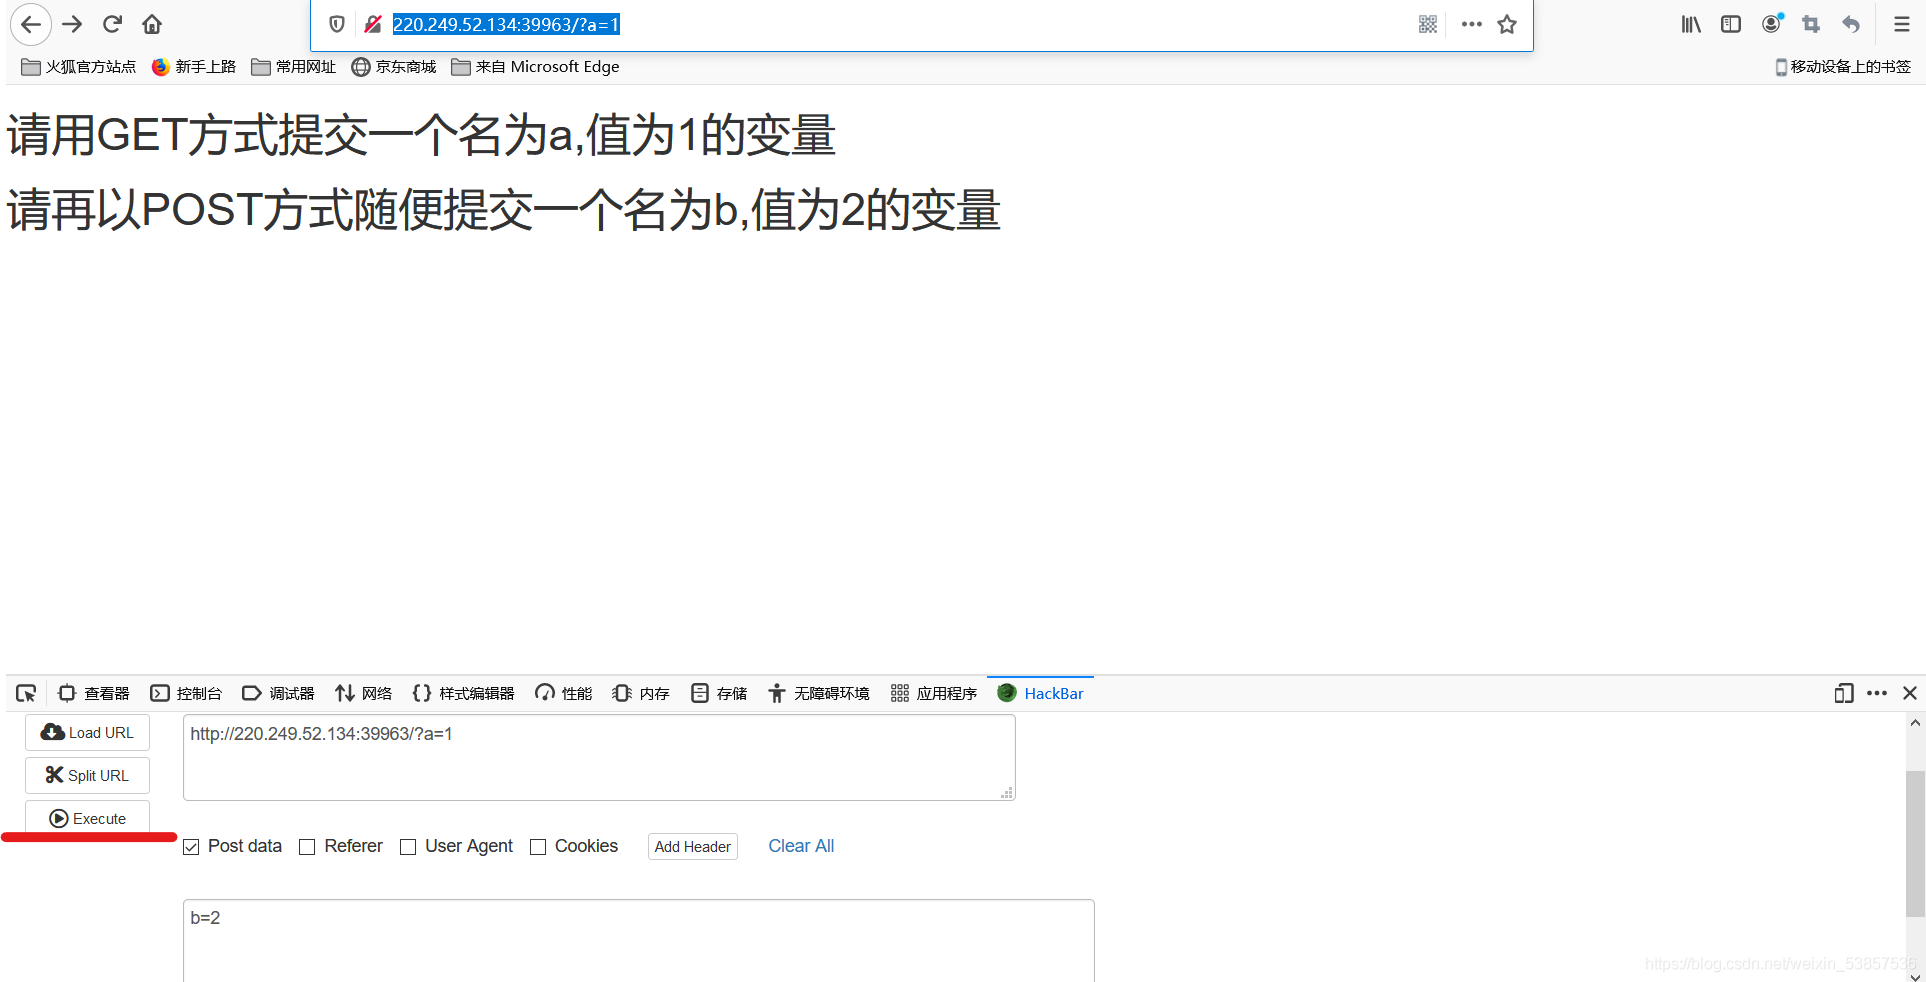 220.249.52.134:39963/?a=1
火狐官方站点 新手上路 常用网址 京东商城 来自 Microsoft Edge 移动设备上的书签
请用GET方式提交一个名为a,值为1的变量
请再以POST方式随便提交一个名为b,值为2的变量
查看器 控制台 调试器 网络 样式编辑器 性能 内存 存储 无障碍环境 应用程序 HackBar
Load URL http://220.249.52.134:39963/?a=1
Split URL
Execute
Post data Referer User Agent Cookies Add Header Clear All
b=2
https://blog.csdn.net/weixin_53857536